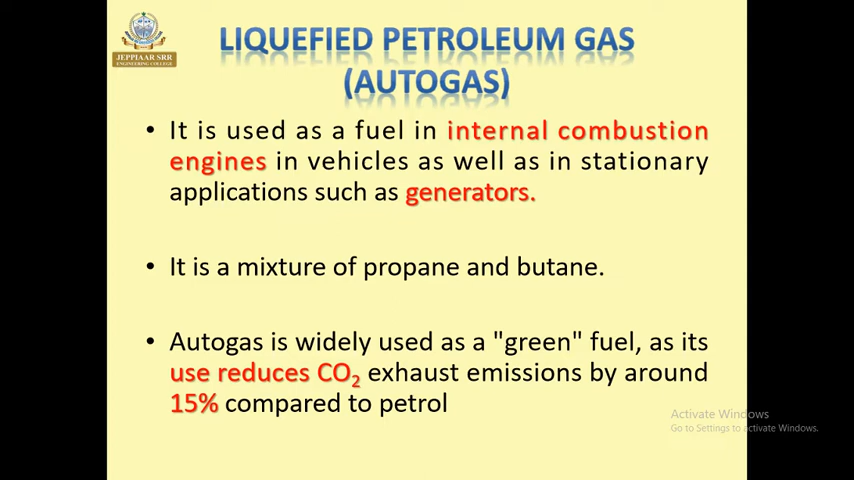 JEPPIAAR SRR
ENGINEERING COLLEGE
LIQUEFIED PETROLEUM GAS
(AUTOGAS)
• It is used as a fuel in internal combustion
engines in vehicles as well as in stationary
applications such as generators.
• It is a mixture of propane and butane.
• Autogas is widely used as a "green" fuel, as its
use reduces CO₂ exhaust emissions by around
15% compared to petrol
Activate Windows
Go to Settings to activate Windows.